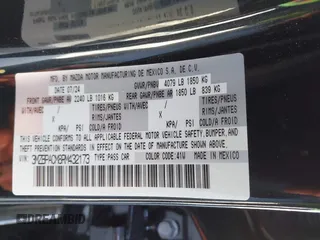 MFD. BY MAZDA MOTOR MANUFACTURING DE MEXICO S.A. DE C.V.
07/24 GVWR/PNBV 4079 LB 1850 KG
FRONT GAWR/PNBE AV 2240 LB 1016 KG REAR GAWR/PNBE AR 1850 LB 839 KG
WITH/AVEC TIRES/PNEUS WITH/AVEC TIRES/PNEUS
X RIMS/JANTES X RIMS/JANTES
KPA/ PSI COLD/A FROID KPA/ PSI COLD/A FROID
THIS VEHICLE CONFORMS TO ALL APPLICABLE U.S.
FEDERAL MOTOR VEHICLE SAFETY, BUMPER,
AND THEFT PREVENTION STANDARDS IN EFFECT
ON THE DATE OF MANUFACTURE SHOWN ABOVE.
TYPE:PASS CAR COLOR: 41W MADE IN MEXICO
DREAMBID